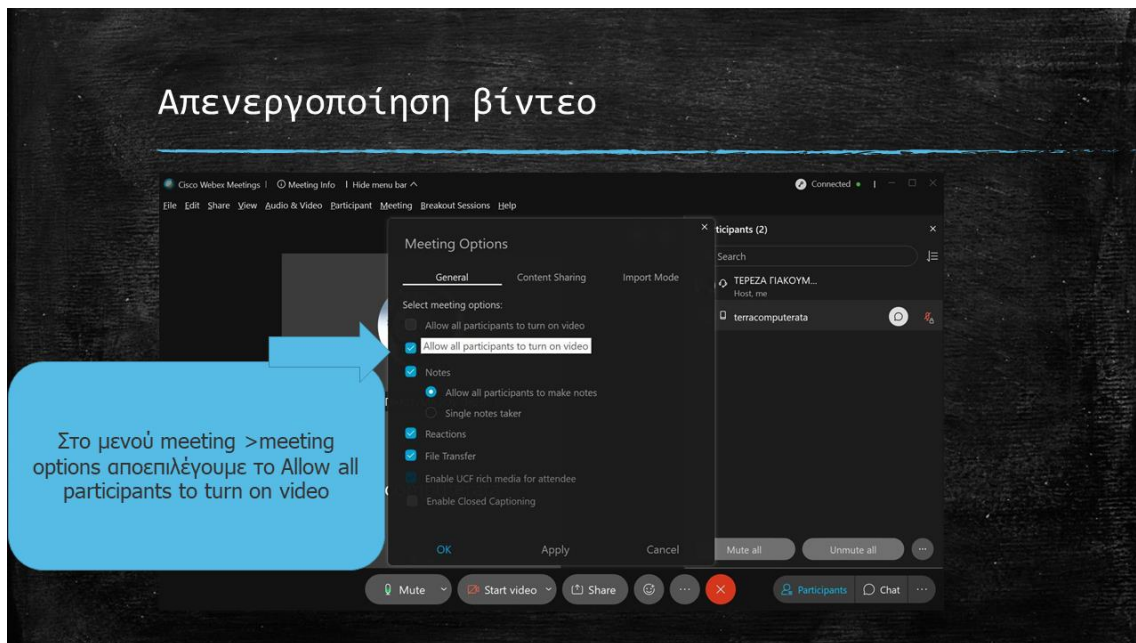 Απενεργοποίηση βίντεο
Cisco Webex Meetings | Meeting Info | Hide menu bar
Connected
File Edit Share View Audio & Video Participant Meeting Breakout Sessions Help
Meeting Options
ticipants (2)
General Content Sharing Import Mode
Search
Select meeting options:
ΤΕΡΕΖΑ ΓΙΑΚΟΥΜ...
Host, me
Allow all participants to turn on video
terracomputerata
Allow all participants to turn on video
Notes
Allow all participants to make notes
Single notes taker
Reactions
File Transfer
Enable UCF rich media for attendee
Enable Closed Captioning
Στο μενού meeting >meeting
options αποεπιλέγουμε το Allow all
participants to turn on video
OK Apply Cancel
Mute all Unmute all
Mute Start video Share Participants Chat